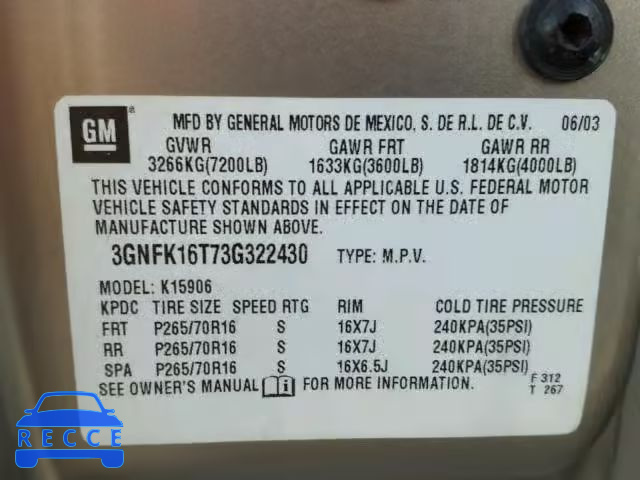 GM ®
MFD BY GENERAL MOTORS DE MEXICO, S. DE R.L. DE C.V. 06/03
GVWR GAWR FRT GAWR RR
3266KG(7200LB) 1633KG(3600LB) 1814KG(4000LB)
THIS VEHICLE CONFORMS TO ALL APPLICABLE U.S. FEDERAL MOTOR
VEHICLE SAFETY STANDARDS IN EFFECT ON THE DATE OF
MANUFACTURE SHOWN ABOVE.
3GNFK16T73G322430 TYPE: M.P.V.
MODEL: K15906
KPDC TIRE SIZE SPEED RTG RIM COLD TIRE PRESSURE
FRT P265/70R16 S 16X7J 240KPA(35PSI)
RR P265/70R16 S 16X7J 240KPA(35PSI)
SPA P265/70R16 S 16X6.5J 240KPA(35PSI)
SEE OWNER'S MANUAL i FOR MORE INFORMATION.
F 312
T 267
RECCE